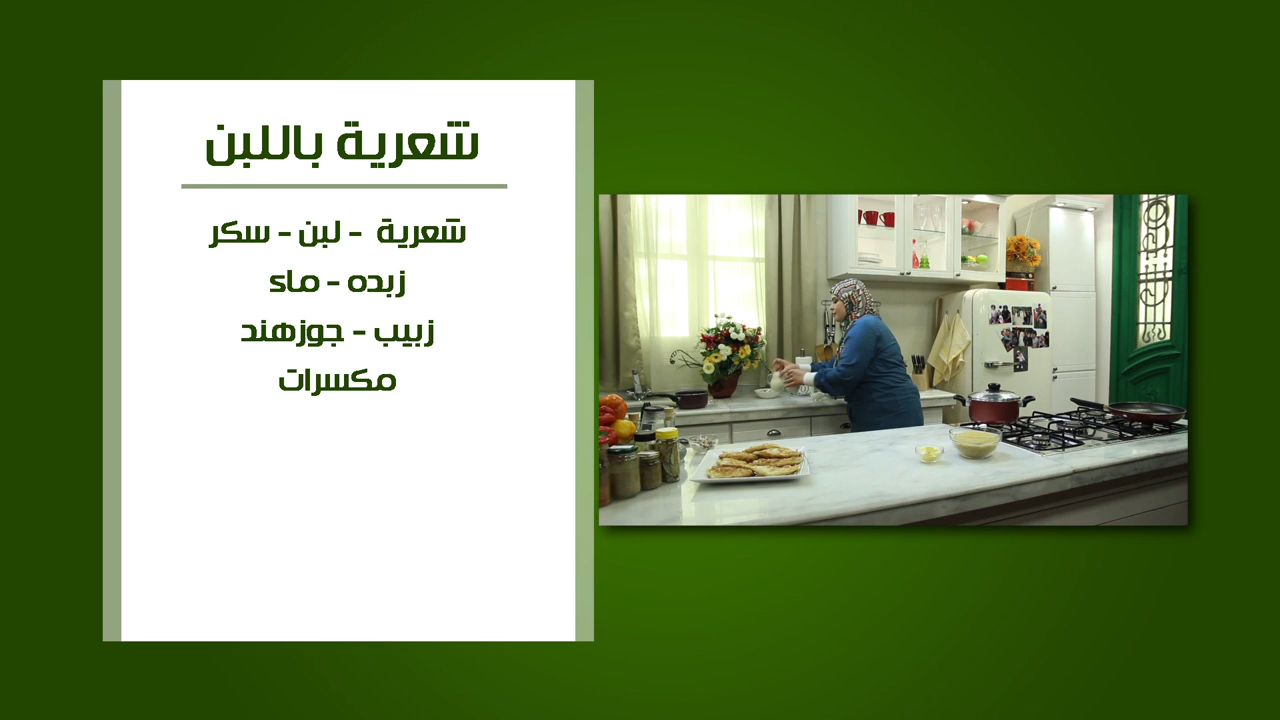 شعرية باللبن
شعرية - لبن - سكر
زبده - ماء
زبيب - جوزهند
مكسرات